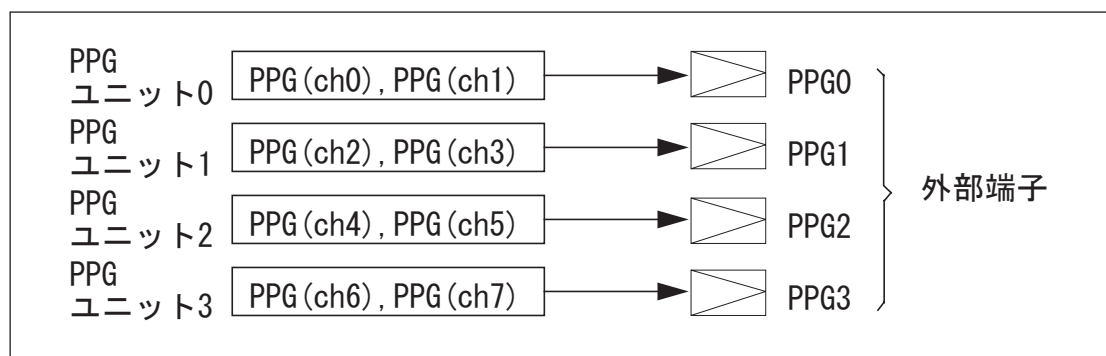 PPG
ユニット0
PPG(ch0),PPG(ch1)
PPG0
PPG
ユニット1
PPG(ch2),PPG(ch3)
PPG1
PPG
ユニット2
PPG(ch4),PPG(ch5)
PPG2
PPG
ユニット3
PPG(ch6),PPG(ch7)
PPG3
外部端子